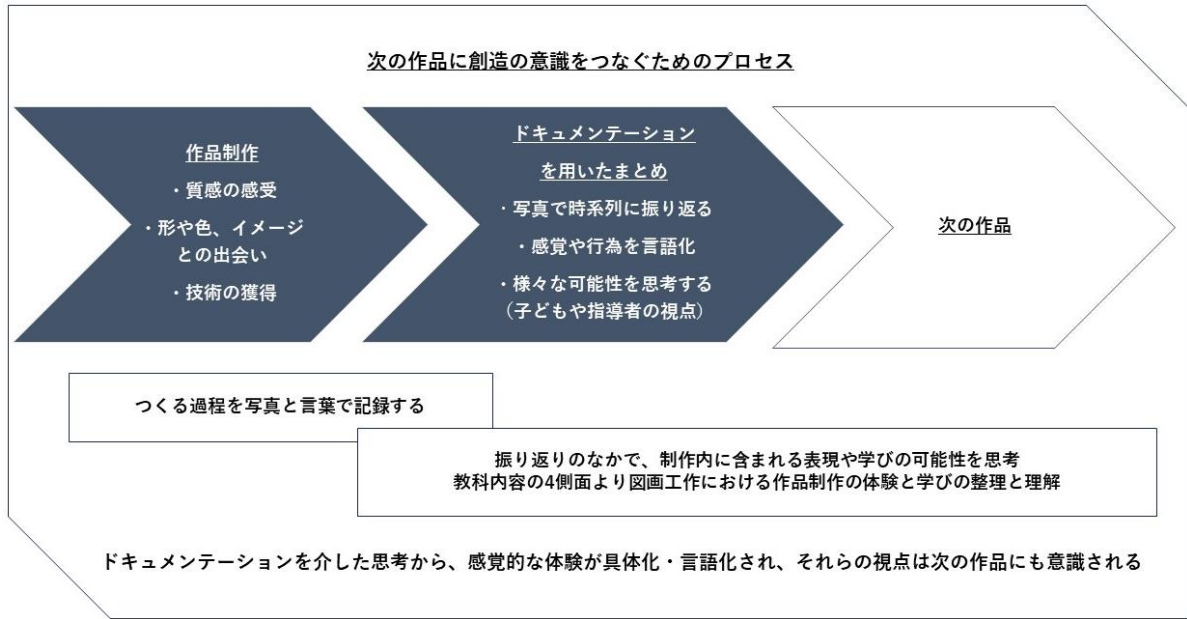 次の作品に創造の意識をつなぐためのプロセス
作品制作
・質感の感受
・形や色、イメージ
との出会い
・技術の獲得
ドキュメンテーション
を用いたまとめ
・写真で時系列に振り返る
・感覚や行為を言語化
・様々な可能性を思考する
（子どもや指導者の視点）
次の作品
つくる過程を写真と言葉で記録する
振り返りのなかで、制作内に含まれる表現や学びの可能性を思考
教科内容の4側面より図画工作における作品制作の体験と学びの整理と理解
ドキュメンテーションを介した思考から、感覚的な体験が具体化・言語化され、それらの視点は次の作品にも意識される